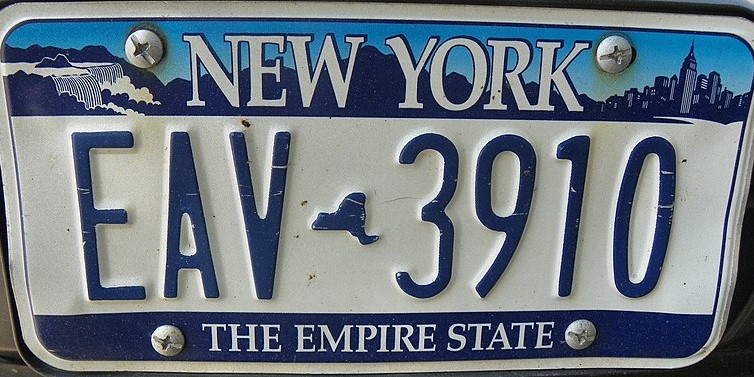 NEW YORK
EAV 3910
THE EMPIRE STATE